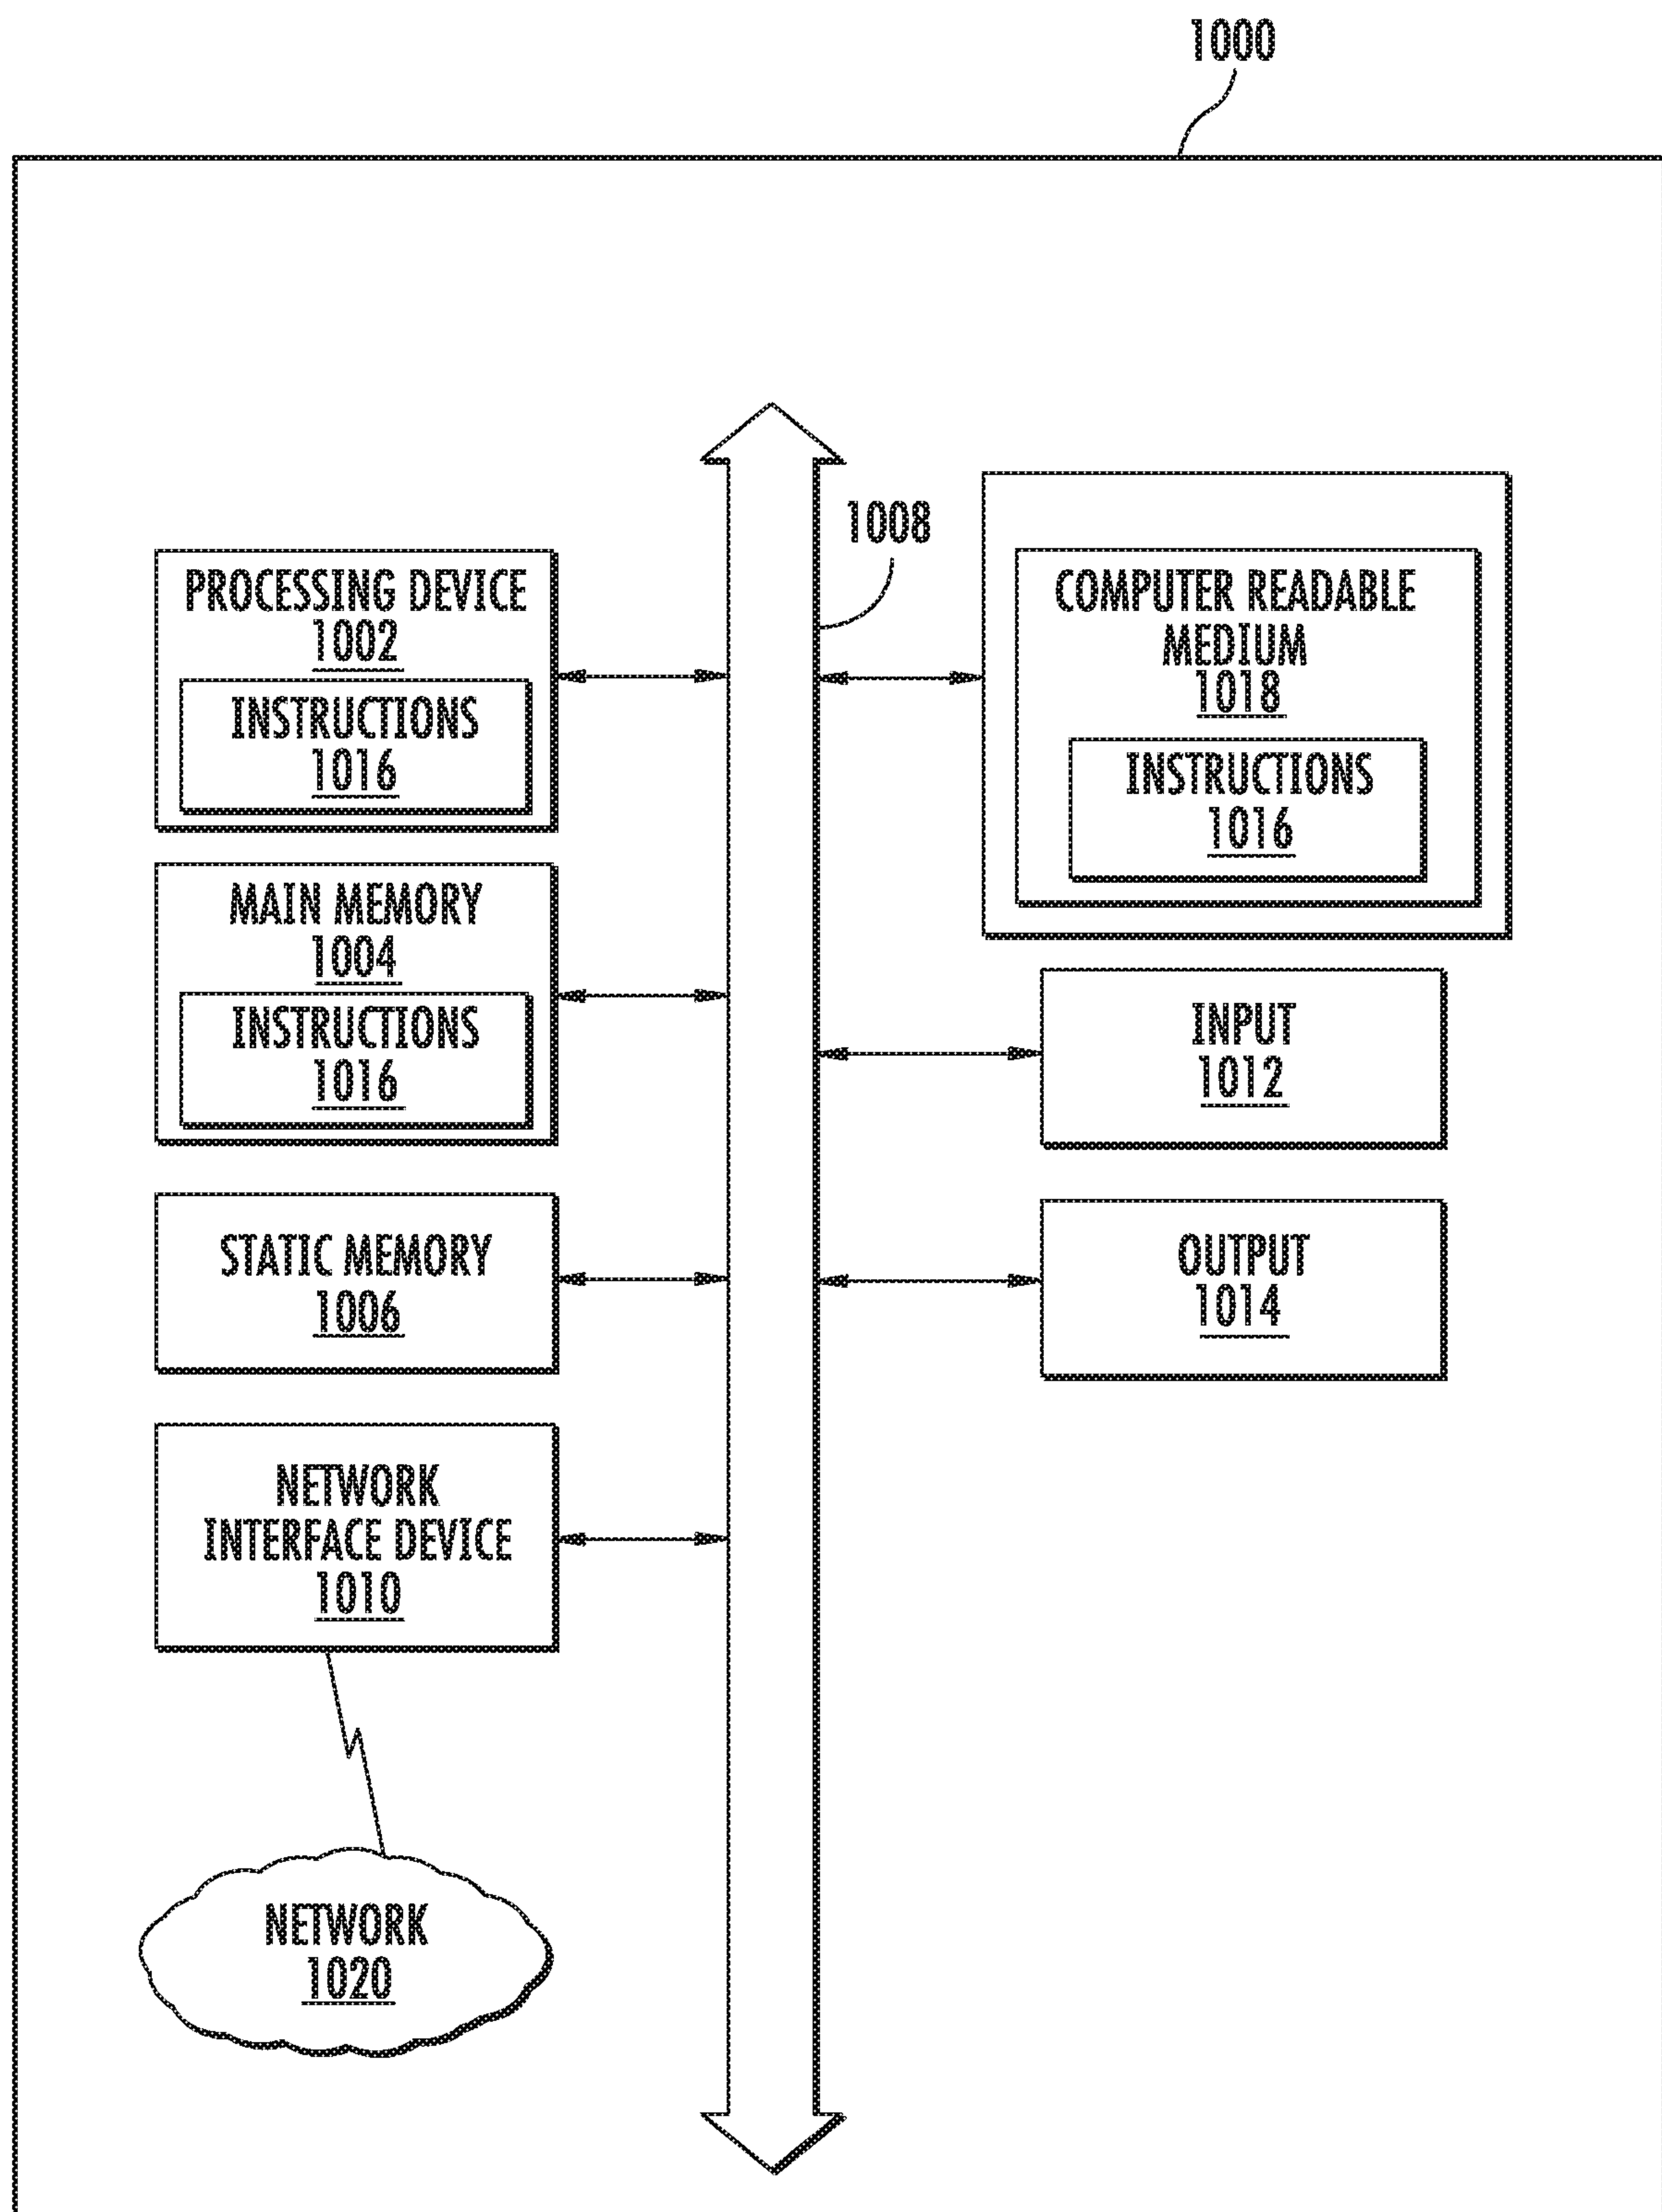 1000
1008
PROCESSING DEVICE
1002
INSTRUCTIONS
1016
MAIN MEMORY
1004
INSTRUCTIONS
1016
STATIC MEMORY
1006
NETWORK
INTERFACE DEVICE
1010
NETWORK
1020
COMPUTER READABLE
MEDIUM
1018
INSTRUCTIONS
1016
INPUT
1012
OUTPUT
1014